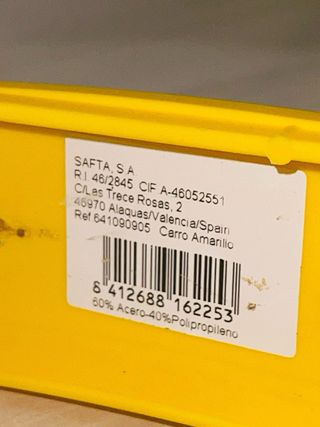 SAFTA, S.A
R.I. 46/2845 CIF A-46052551
C/Las Trece Rosas, 2
46970 Alaquas/Valencia/Spain
Ref 641090905 Carro Amarillo
8 412688 162253
60% Acero-40%Polipropileno